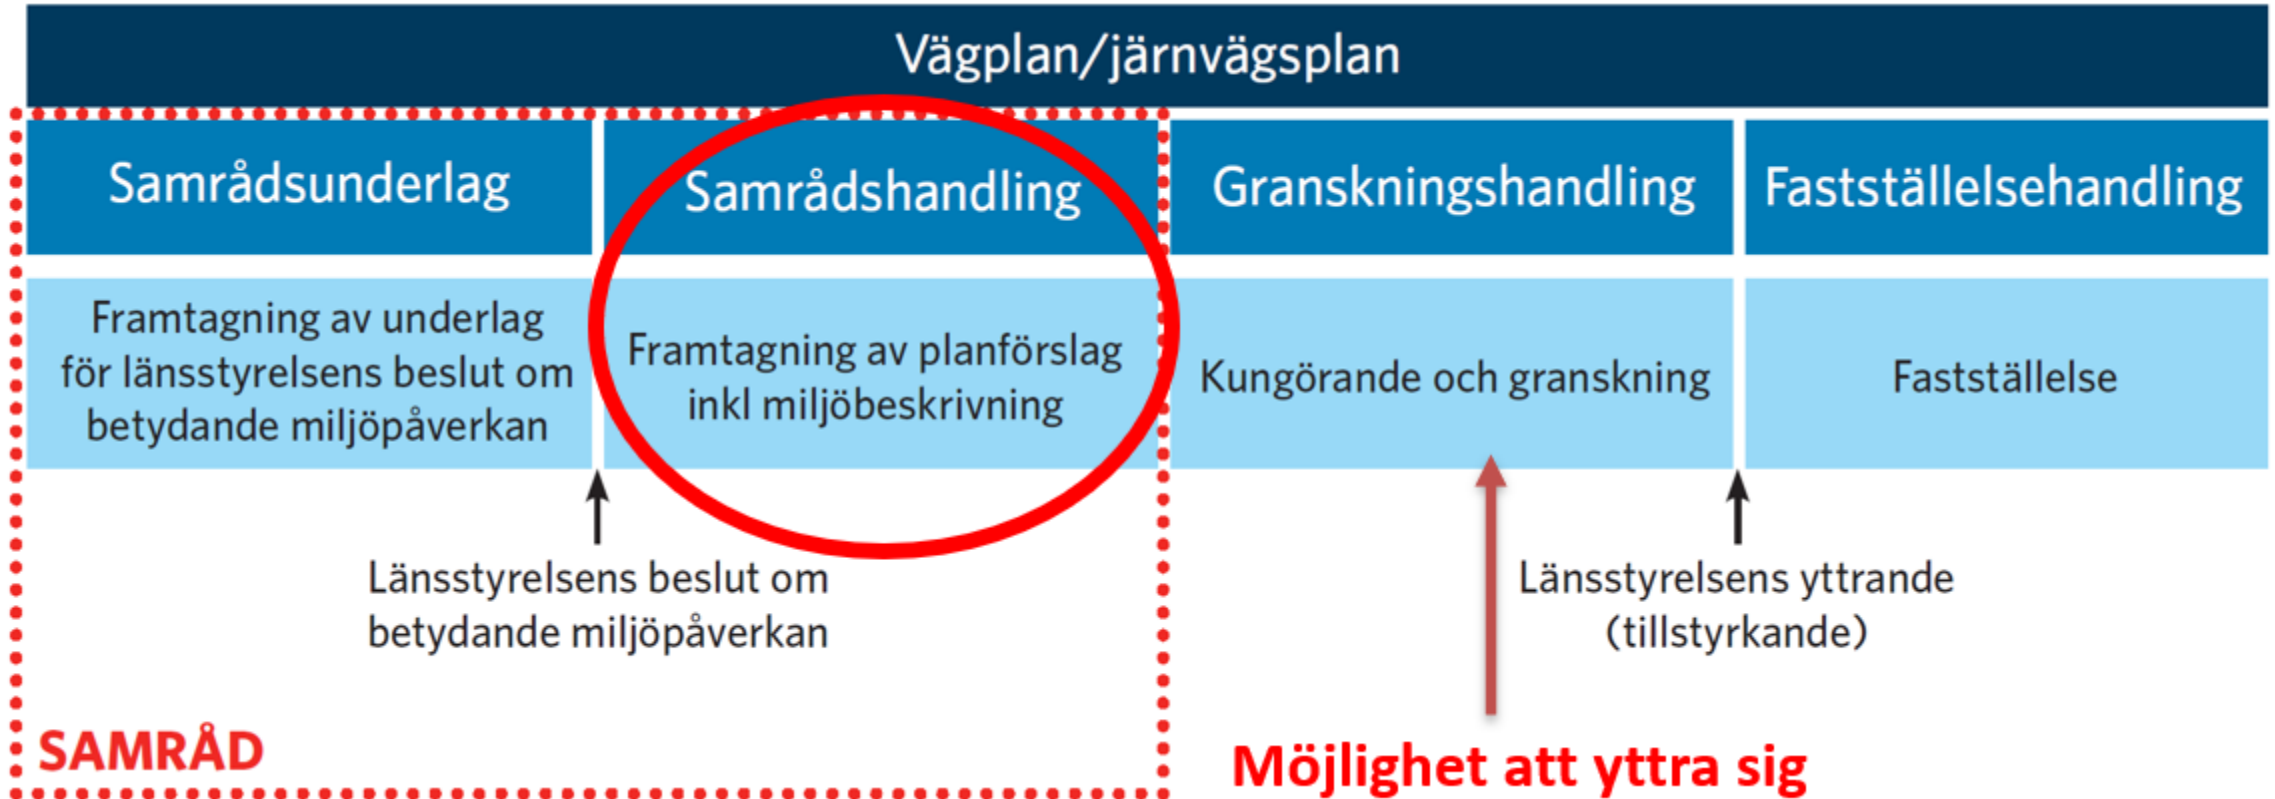 Vägplan/järnvägsplan
Samrådsunderlag
Samrådshandling
Granskningshandling
Fastställelsehandling
Framtagning av underlag
för länsstyrelsens beslut om
betydande miljöpåverkan
Framtagning av planförslag
inkl miljöbeskrivning
Kungörande och granskning
Fastställelse
Länsstyrelsens beslut om
betydande miljöpåverkan
Länsstyrelsens yttrande
(tillstyrkande)
SAMRÅD
Möjlighet att yttra sig